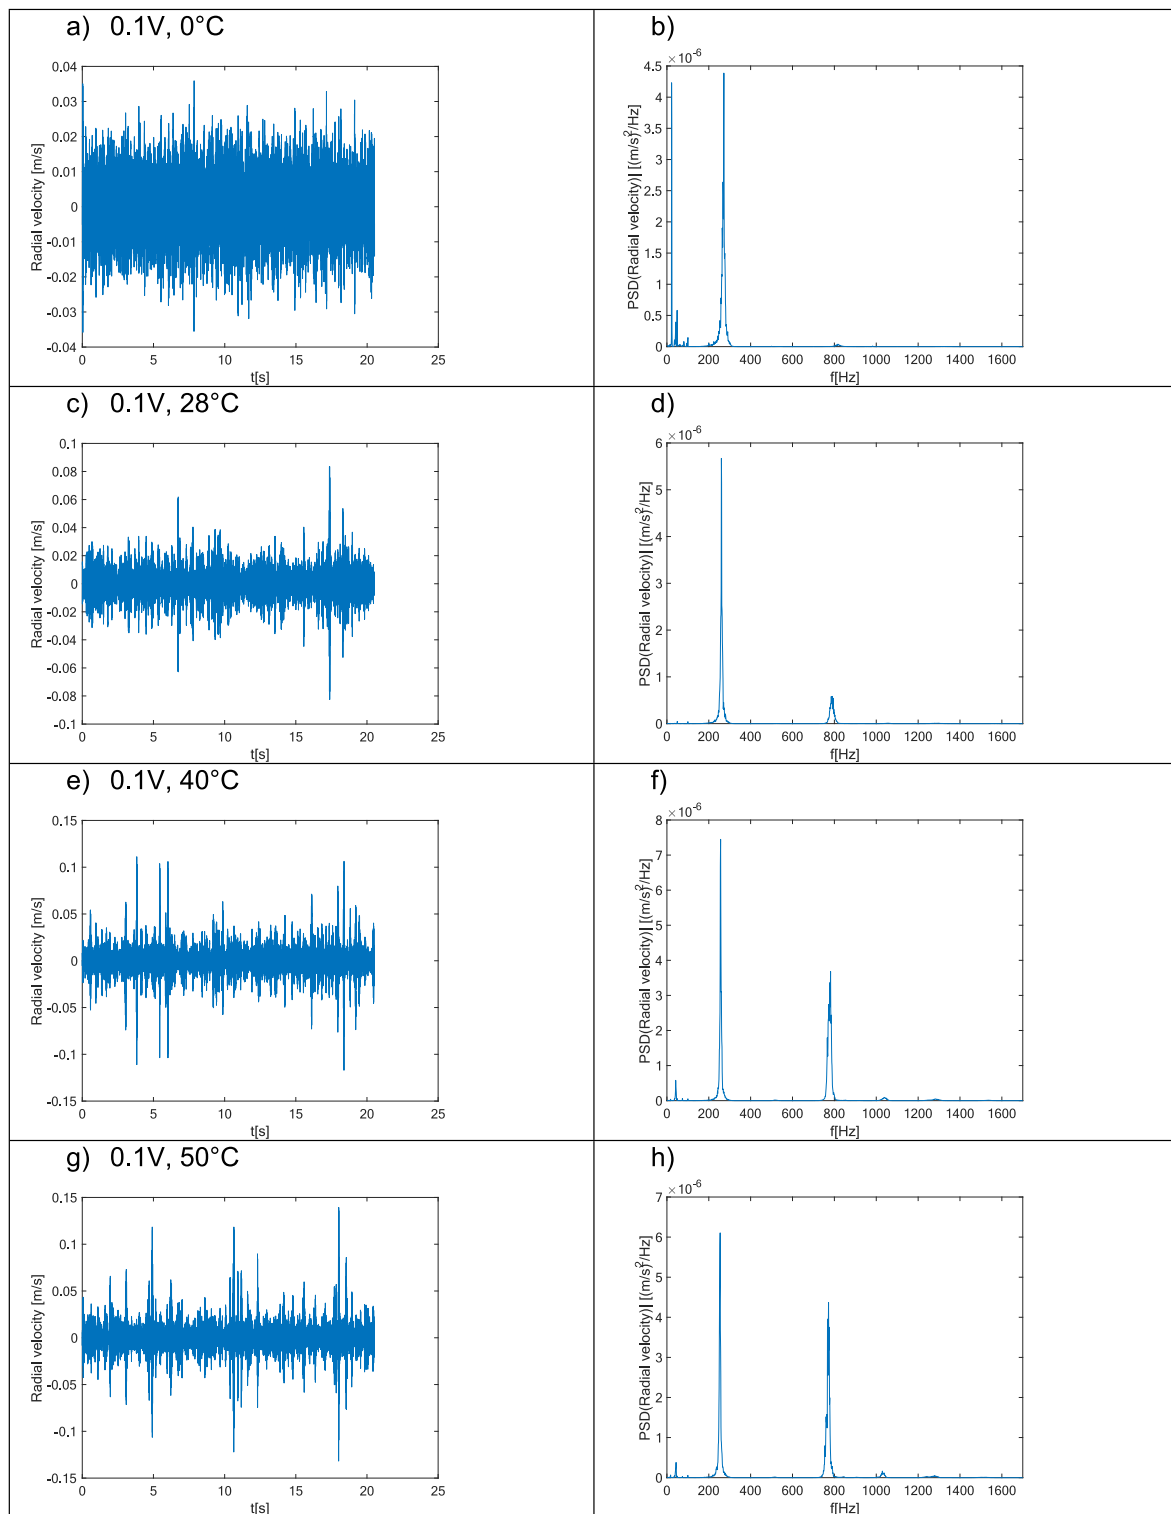 a) 0.1V, 0°C
0.04
0.03
0.02
0.01
0
-0.01
-0.02
-0.03
-0.04
0 5 10 15 20 25
t[s]
Radial velocity [m/s]
b)
×10-6
4.5
4
3.5
3
2.5
2
1.5
1
0.5
0
0 200 400 600 800 1000 1200 1400 1600
f[Hz]
PSD(Radial velocity)| [(m/s)2/Hz]
c) 0.1V, 28°C
0.1
0.08
0.06
0.04
0.02
0
-0.02
-0.04
-0.06
-0.08
-0.1
0 5 10 15 20 25
t[s]
Radial velocity [m/s]
d)
×10-6
6
5
4
3
2
1
0
0 200 400 600 800 1000 1200 1400 1600
f[Hz]
PSD(Radial velocity)| [(m/s)2/Hz]
e) 0.1V, 40°C
0.15
0.1
0.05
0
-0.05
-0.1
-0.15
0 5 10 15 20 25
t[s]
Radial velocity [m/s]
f)
×10-6
8
7
6
5
4
3
2
1
0
0 200 400 600 800 1000 1200 1400 1600
f[Hz]
PSD(Radial velocity)| [(m/s)2/Hz]
g) 0.1V, 50°C
0.15
0.1
0.05
0
-0.05
-0.1
-0.15
0 5 10 15 20 25
t[s]
Radial velocity [m/s]
h)
×10-6
7
6
5
4
3
2
1
0
0 200 400 600 800 1000 1200 1400 1600
f[Hz]
PSD(Radial velocity)| [(m/s)2/Hz]